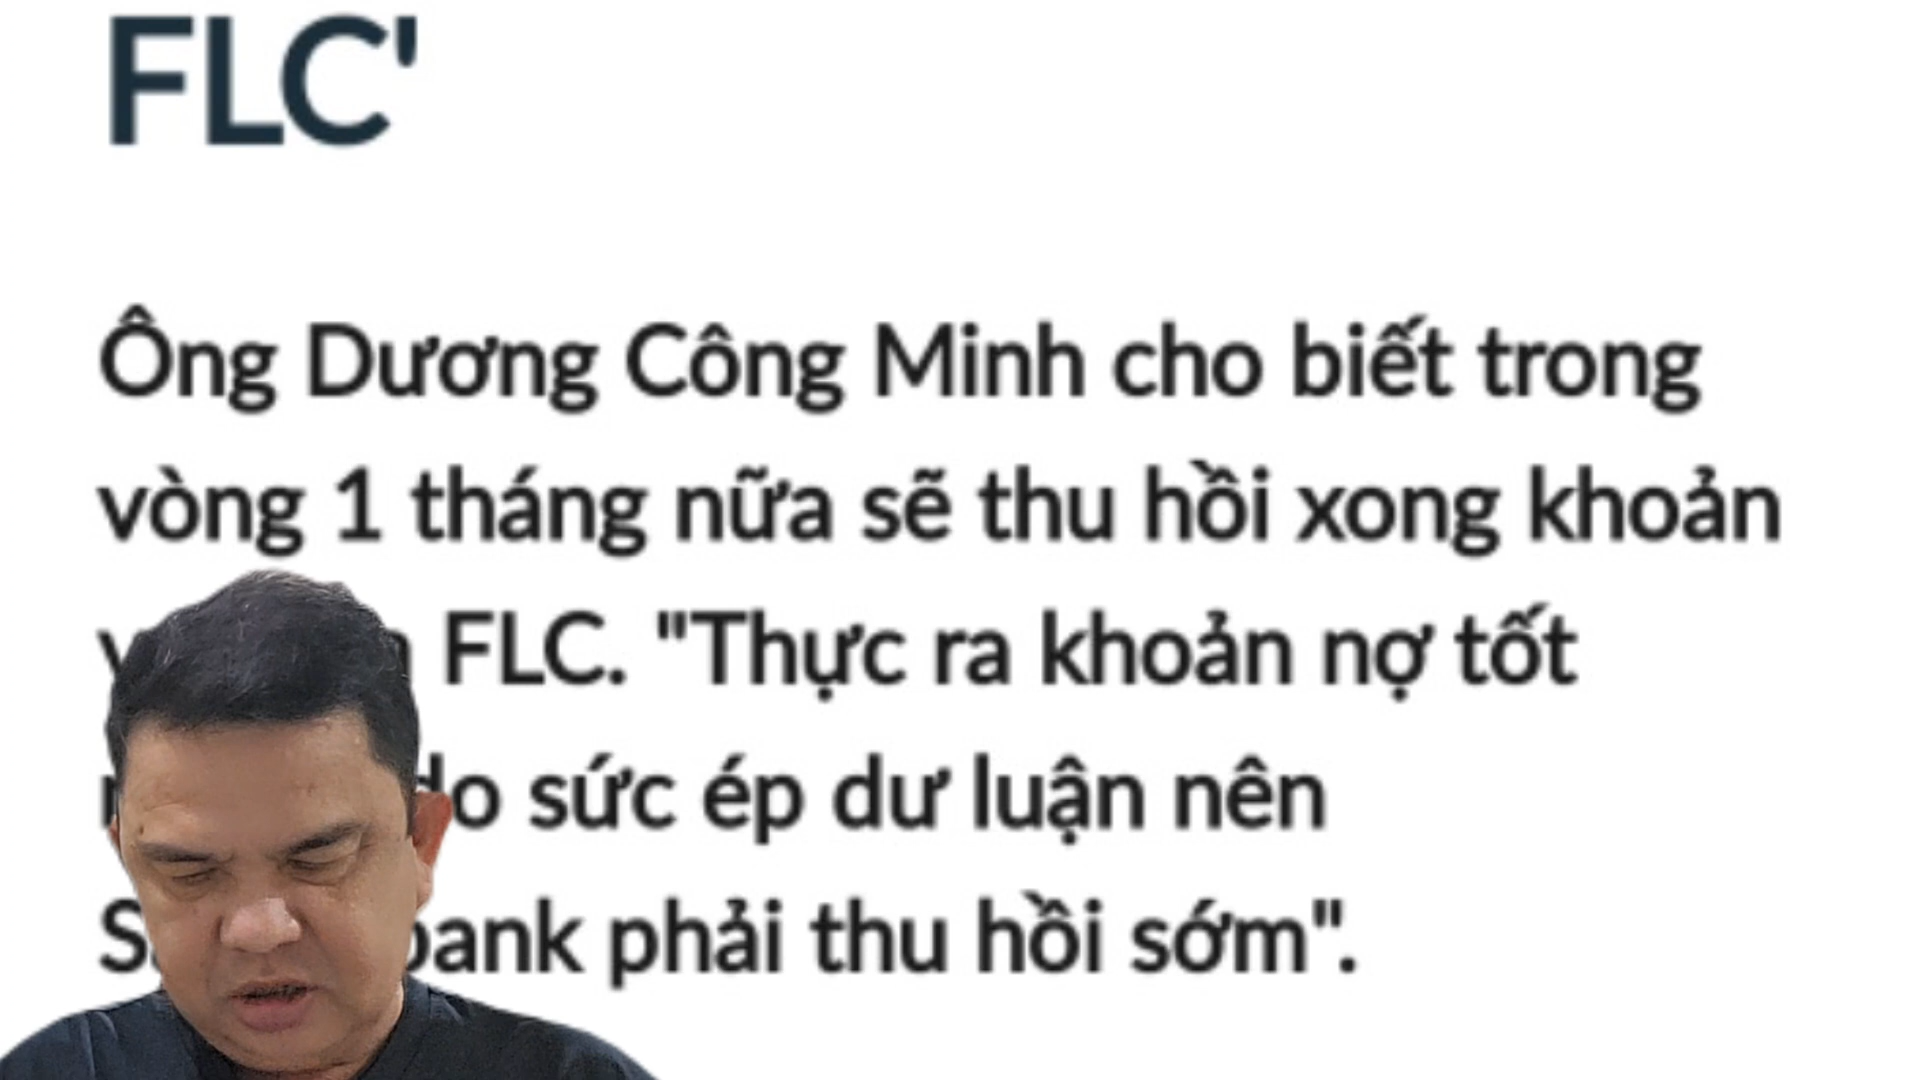 FLC'
Ông Dương Công Minh cho biết trong
vòng 1 tháng nữa sẽ thu hồi xong khoản
FLC. "Thực ra khoản nợ tốt
do sức ép dư luận nên
phải thu hồi sớm".